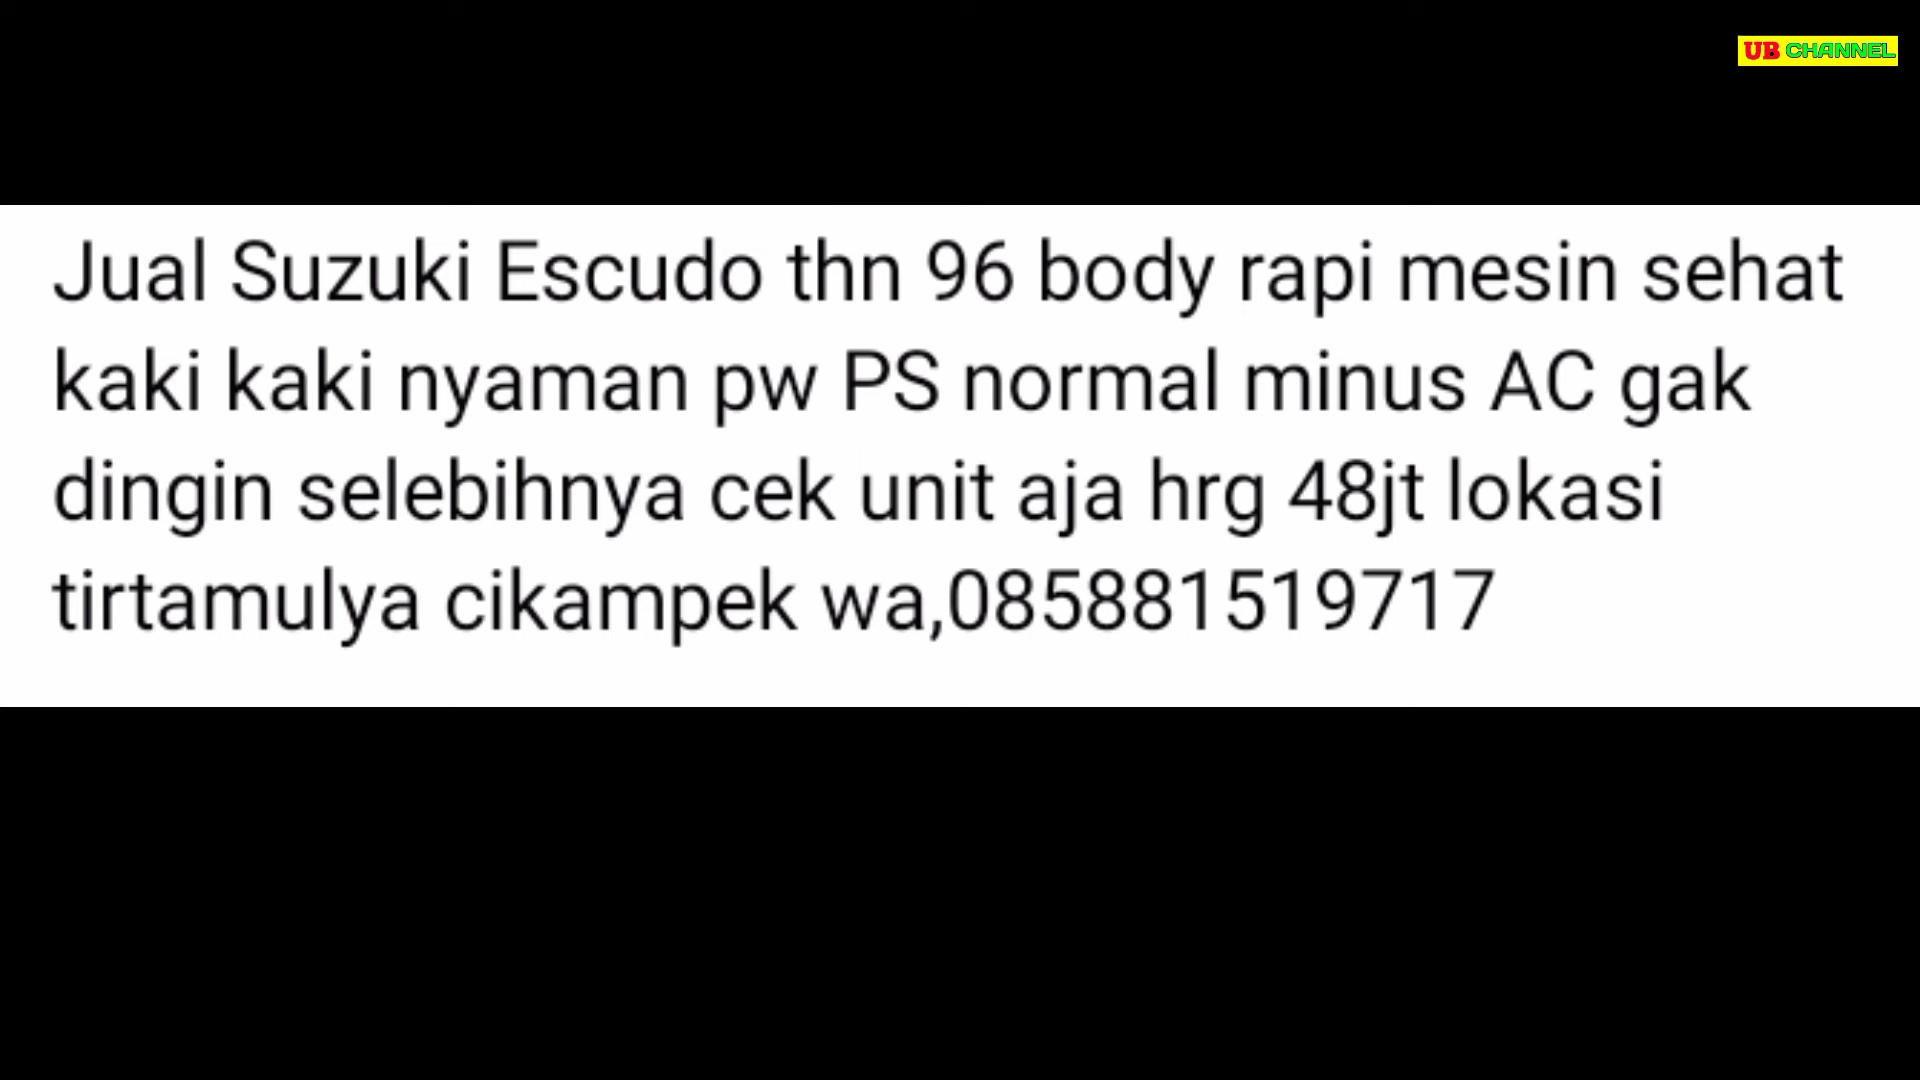 UB CHANNEL
Jual Suzuki Escudo thn 96 body rapi mesin sehat
kaki kaki nyaman pw PS normal minus AC gak
dingin selebihnya cek unit aja hrg 48jt lokasi
tirtamulya cikampek wa,085881519717